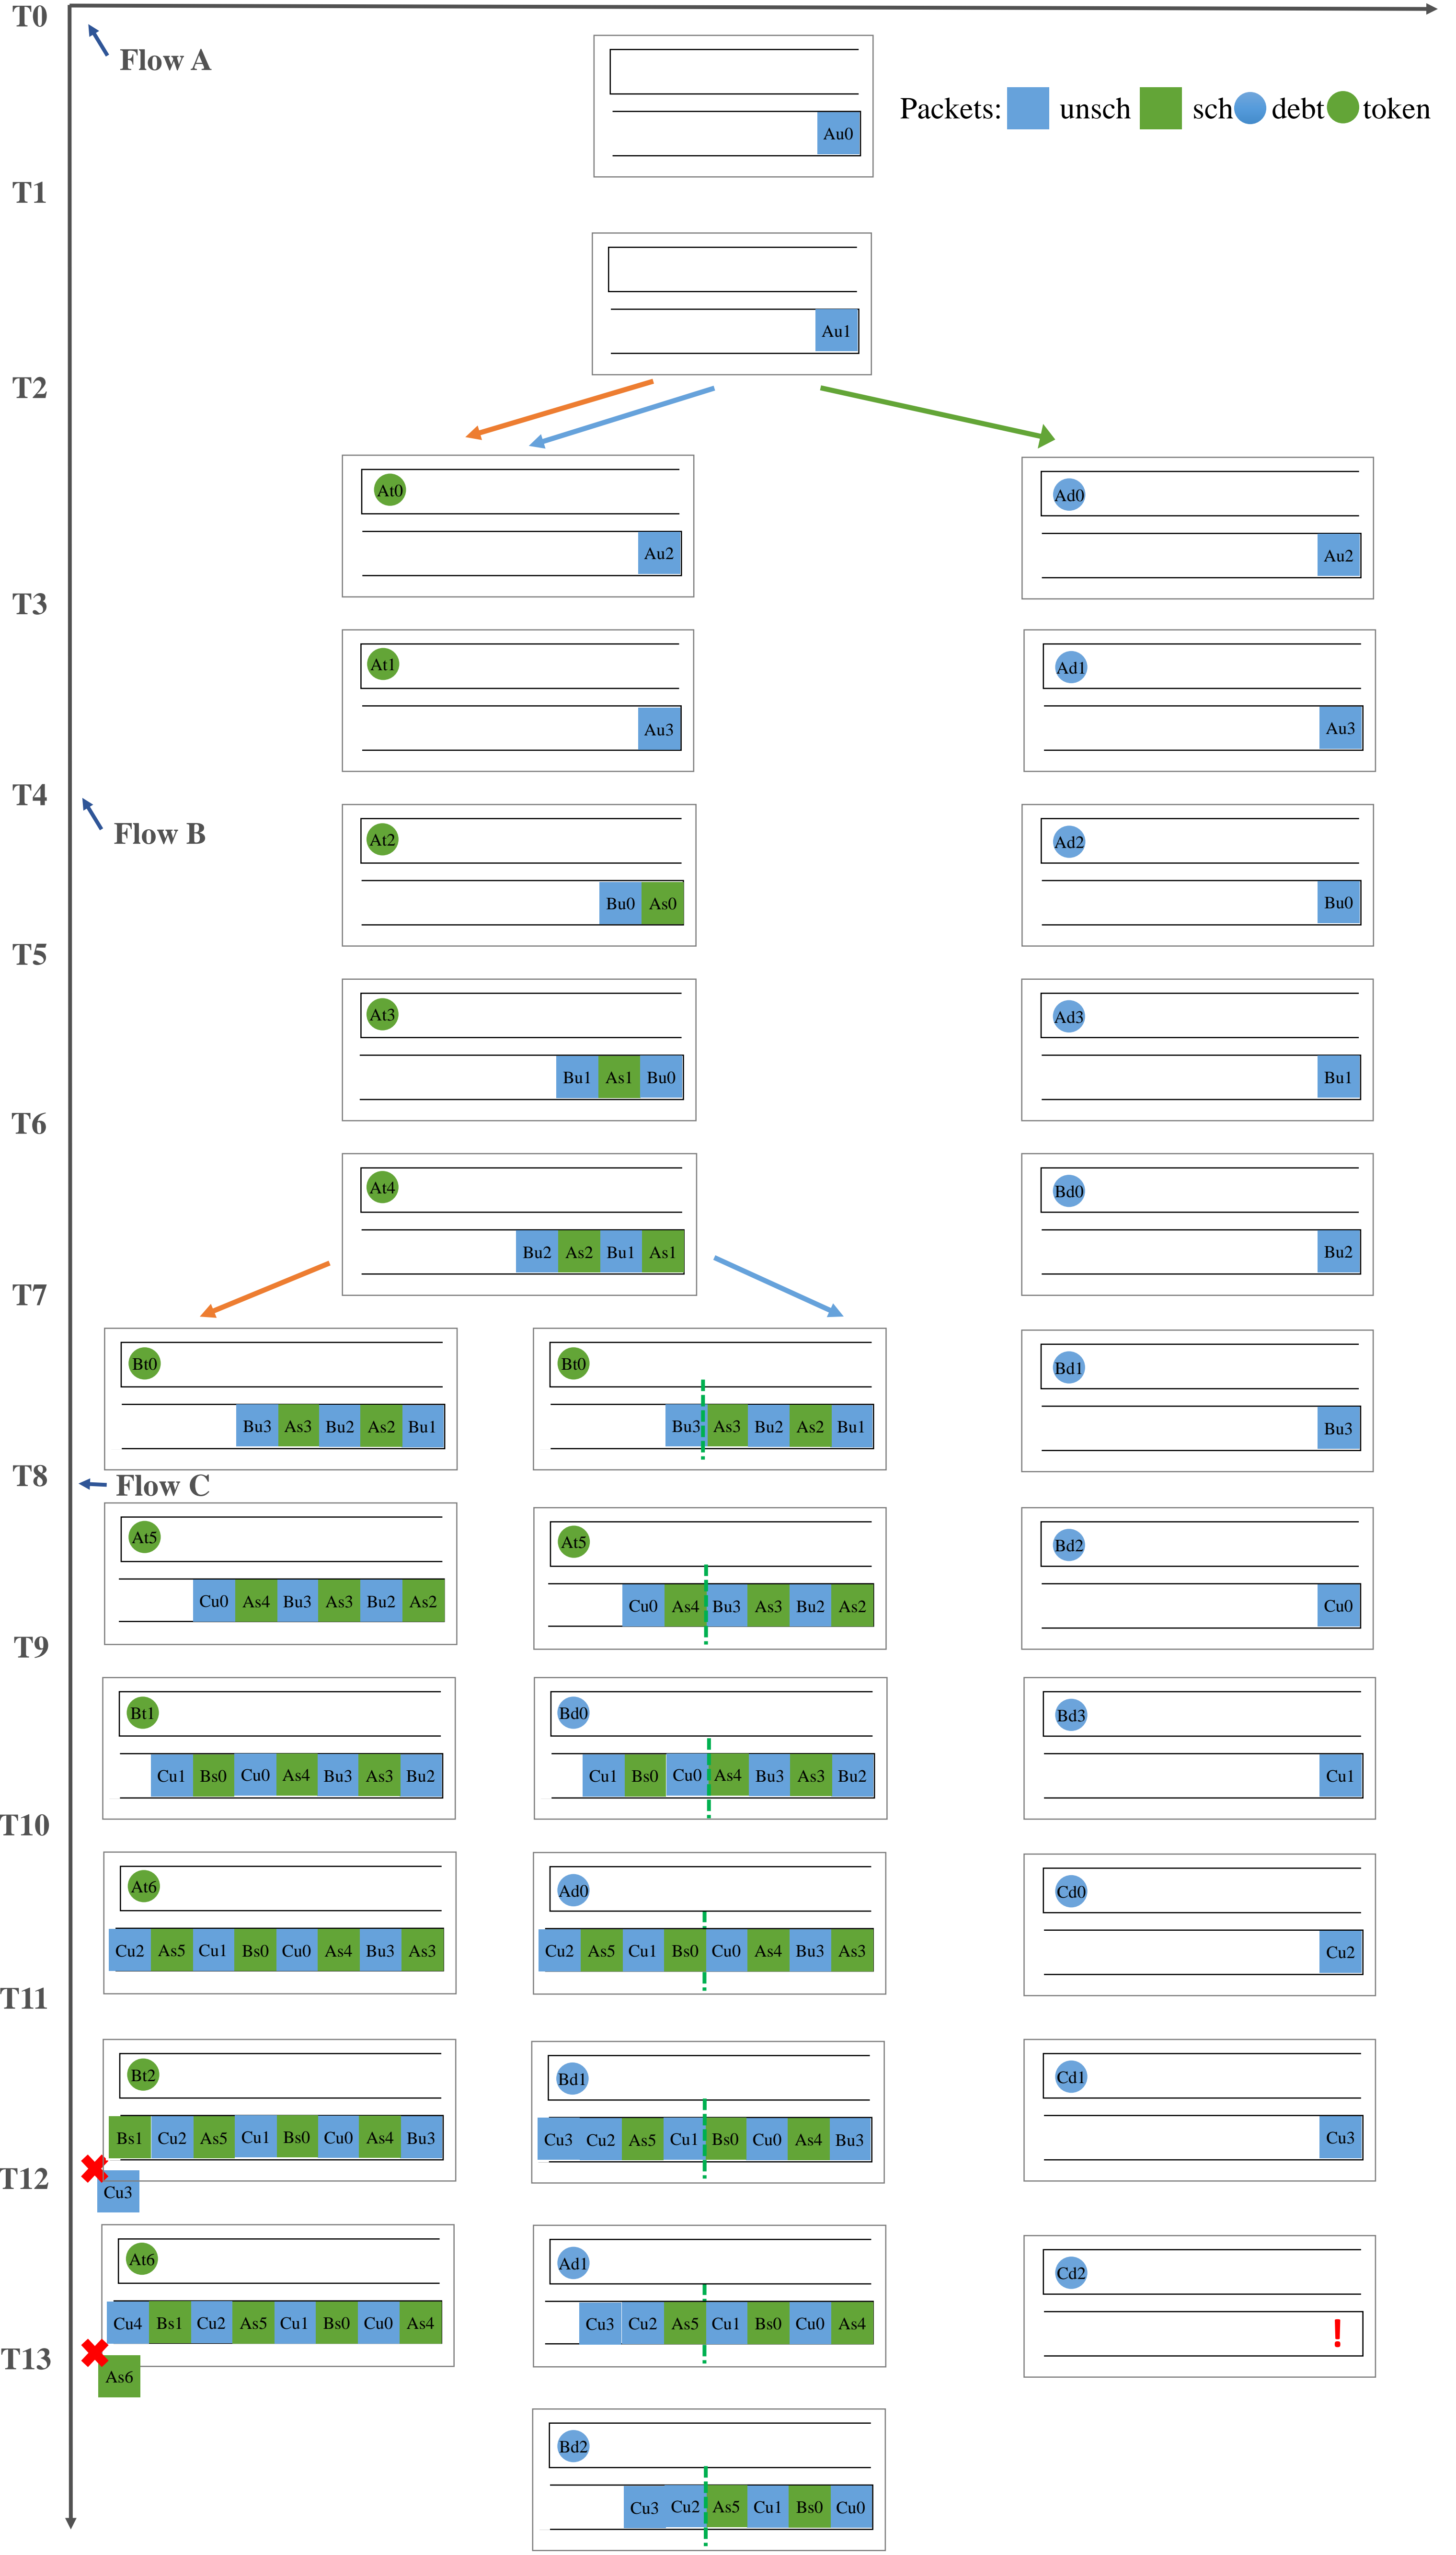 T0
Flow A
Packets: unsch sch debt token
Au0
T1
Au1
T2
At0 Ad0
Au2 Au2
T3
At1 Ad1
Au3 Au3
T4
Flow B
At2 Ad2
Bu0 As0 Bu0
T5
At3 Ad3
Bu1 As1 Bu0 Bu1
T6
At4 Bd0
Bu2 As2 Bu1 As1 Bu2
T7
Bt0 Bt0 Bd1
Bu3 As3 Bu2 As2 Bu1 Bu3 As3 Bu2 As2 Bu1 Bu3
T8
Flow C
At5 At5 Bd2
Cu0 As4 Bu3 As3 Bu2 As2 Cu0 As4 Bu3 As3 Bu2 As2 Cu0
T9
Bt1 Bd0 Bd3
Cu1 Bs0 Cu0 As4 Bu3 As3 Bu2 Cu1 Bs0 Cu0 As4 Bu3 As3 Bu2 Cu1
T10
At6 Ad0 Cd0
Cu2 As5 Cu1 Bs0 Cu0 As4 Bu3 As3 Cu2 As5 Cu1 Bs0 Cu0 As4 Bu3 As3 Cu2
T11
Bt2 Bd1 Cd1
Bs1 Cu2 As5 Cu1 Bs0 Cu0 As4 Bu3 Cu3 Cu2 As5 Cu1 Bs0 Cu0 As4 Bu3 Cu3
T12
Cu3
At6 Ad1 Cd2
Cu4 Bs1 Cu2 As5 Cu1 Bs0 Cu0 As4 Cu3 Cu2 As5 Cu1 Bs0 Cu0 As4 !
T13
As6
Bd2
Cu3 Cu2 As5 Cu1 Bs0 Cu0